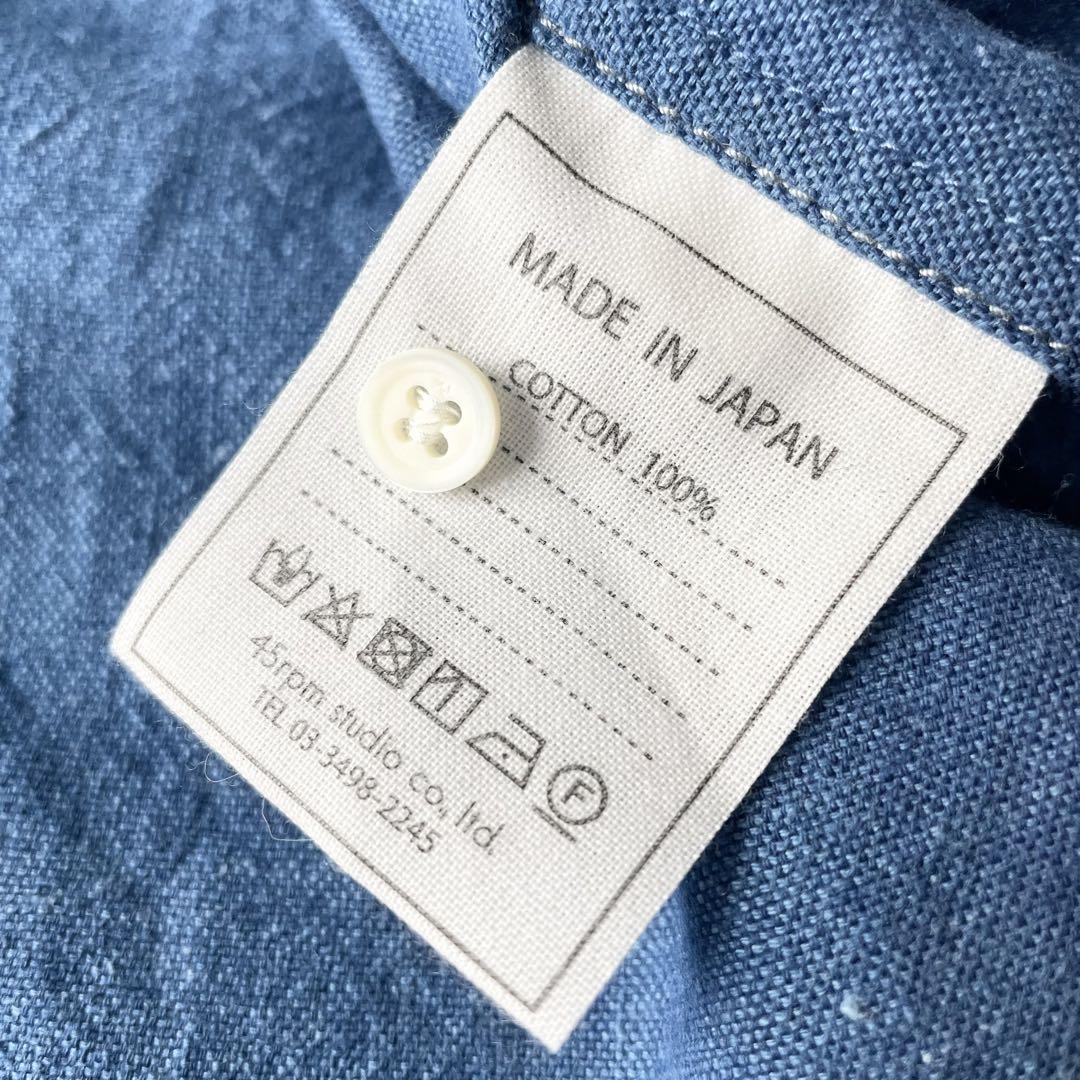 MADE IN JAPAN
COTTON 100%
F
45rpm studio co., ltd.
TEL 03-3498-2245